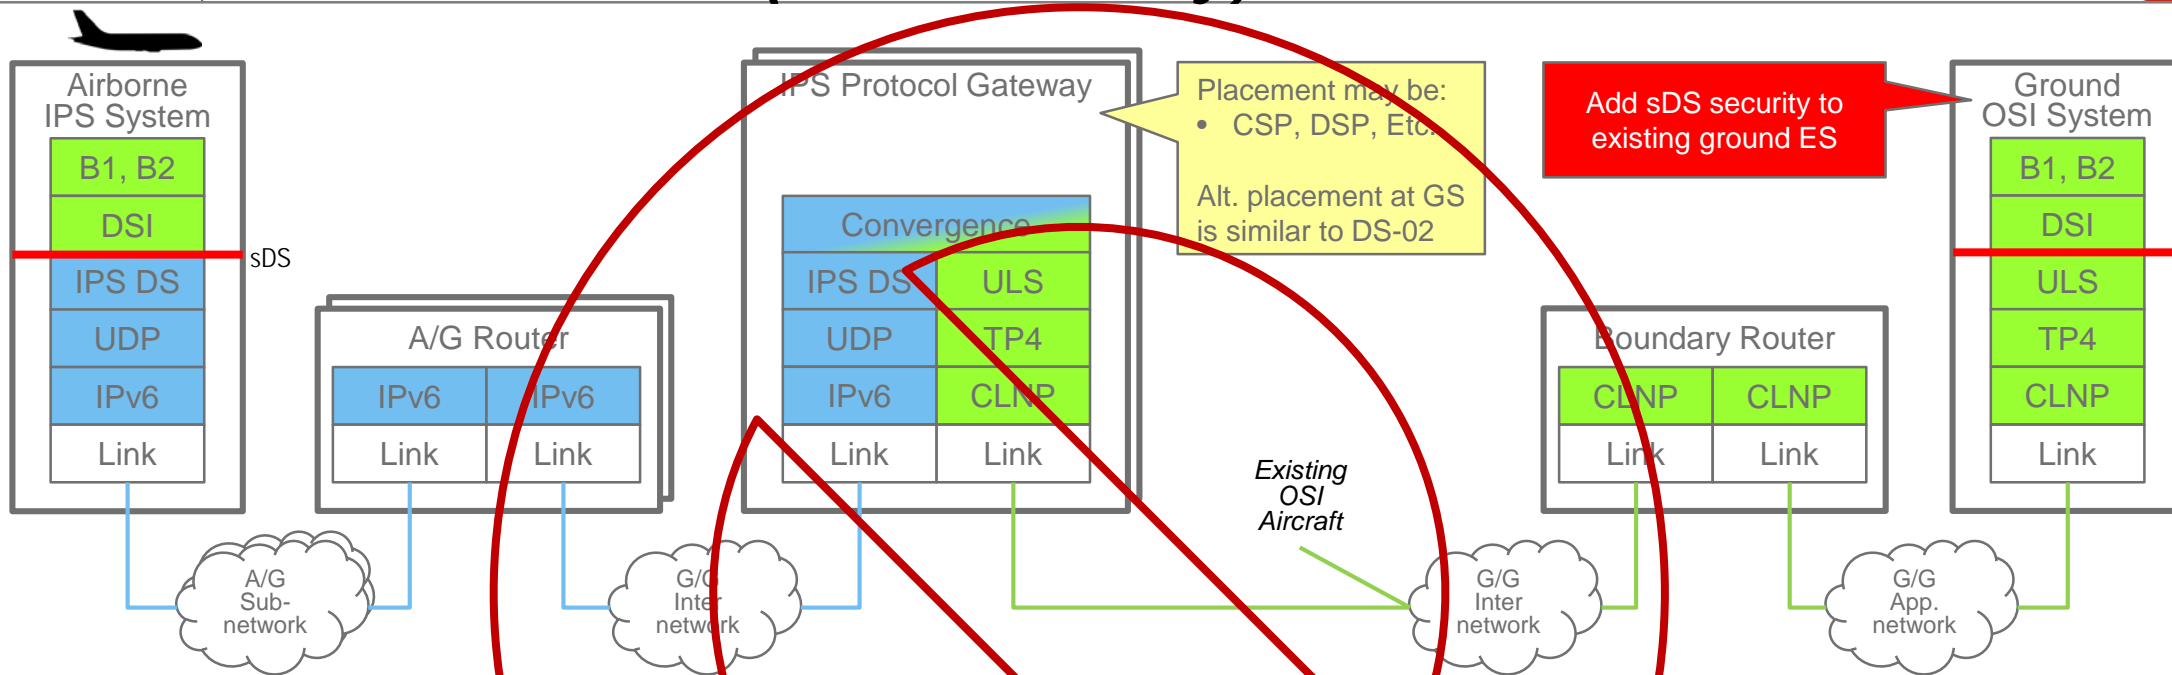 Airborne
IPS System
B1, B2
DSI
sDS
IPS DS
UDP
IPv6
Link
A/G
Sub-
network
A/G Router
IPv6 IPv6
Link Link
G/G
Inter
network
IPS Protocol Gateway
Convergence
IPS DS ULS
UDP TP4
IPv6 CLNP
Link Link
Placement may be:
• CSP, DSP, Etc.
Alt. placement at GS
is similar to DS-02
Existing
OSI
Aircraft
G/G
Inter
network
Add sDS security to
existing ground ES
Boundary Router
CLNP CLNP
Link Link
G/G
App.
network
Ground
OSI System
B1, B2
DSI
ULS
TP4
CLNP
Link